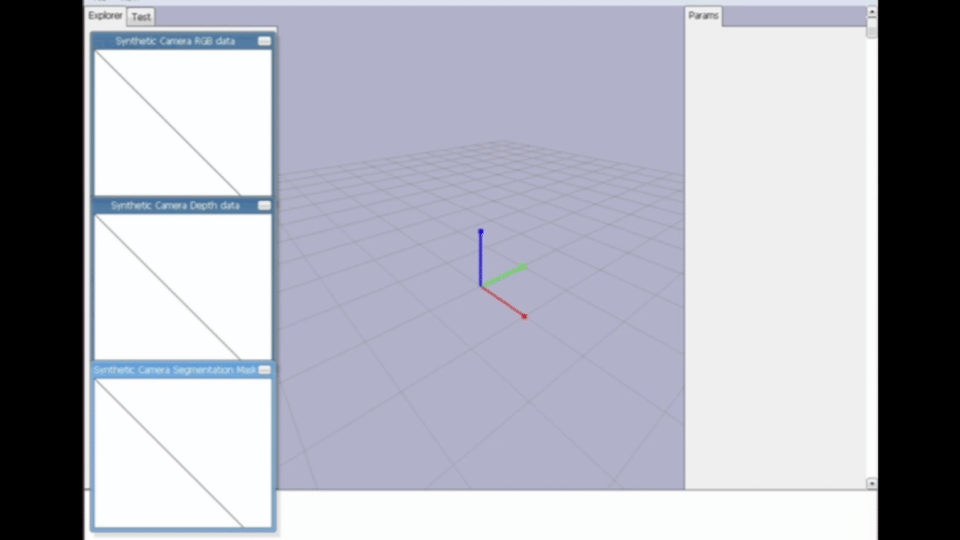 Explorer
Test
Params
Synthetic Camera RGB data
Synthetic Camera Depth data
Synthetic Camera Segmentation Mask